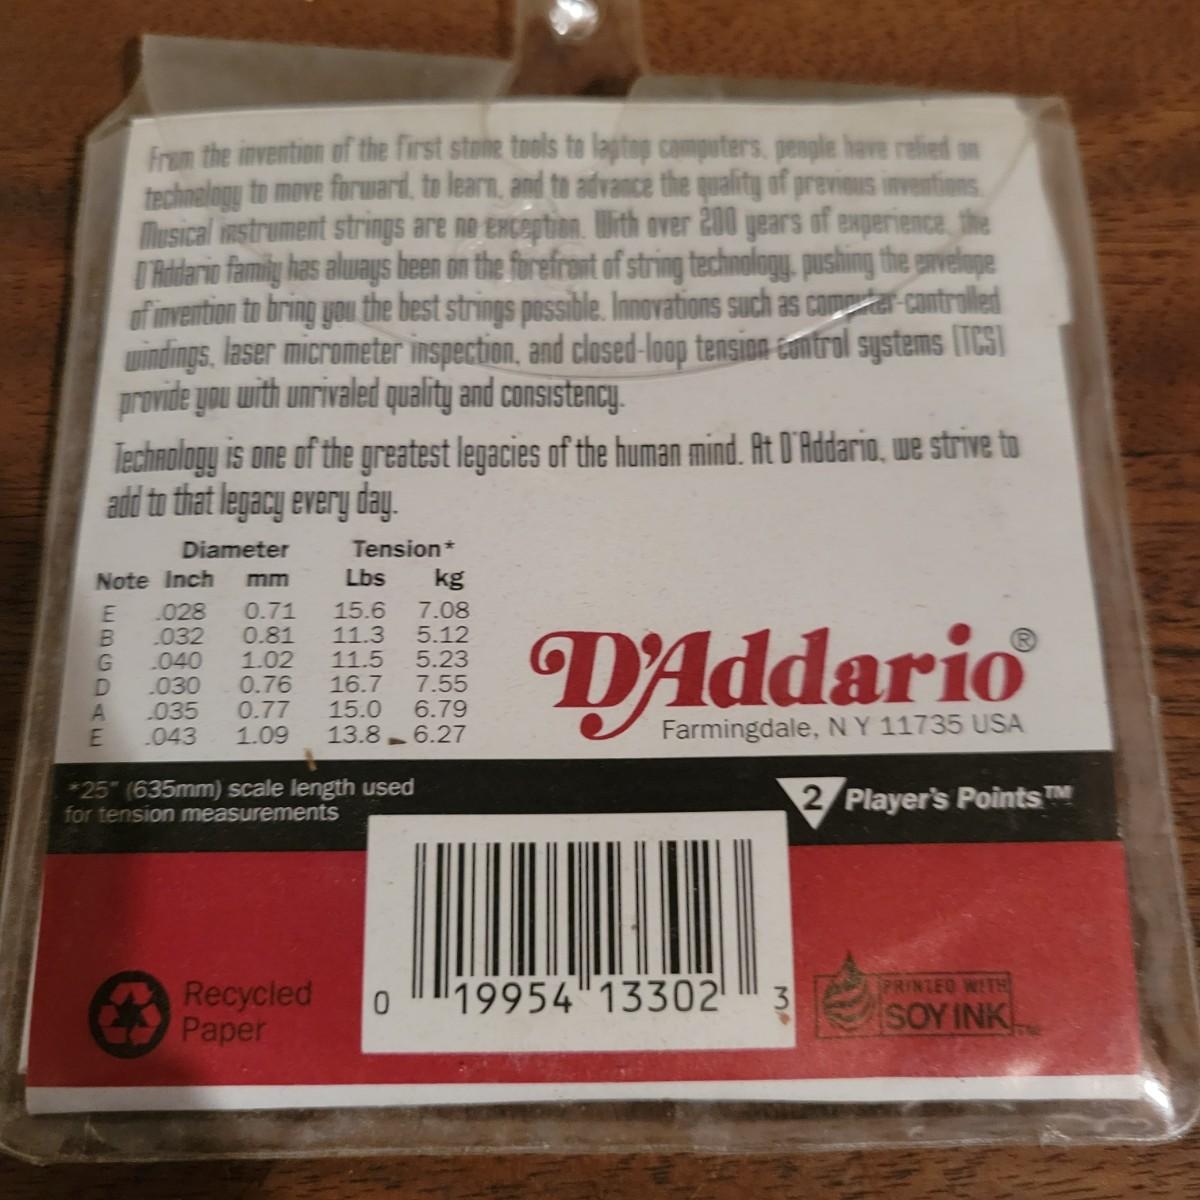 From the invention of the first stone tools to laptop computers, people have relied on
technology to move forward, to learn, and to advance the quality of previous inventions.
Musical instrument strings are no exception. With over 200 years of experience, the
D'Addario family has always been on the forefront of string technology, pushing the envelope
of invention to bring you the best strings possible. Innovations such as computer-controlled
windings, laser micrometer inspection, and closed-loop tension control systems (TCS)
provide you with unrivaled quality and consistency.
Technology is one of the greatest legacies of the human mind. At D'Addario, we strive to
add to that legacy every day.
Diameter Tension*
Note Inch mm Lbs kg
E .028 0.71 15.6 7.08
B .032 0.81 11.3 5.12
G .040 1.02 11.5 5.23
D .030 0.76 16.7 7.55
A .035 0.77 15.0 6.79
E .043 1.09 13.8 6.27
D'Addario®
Farmingdale, N Y 11735 USA
*25" (635mm) scale length used
for tension measurements
2 Player's Points™
Recycled
Paper
0 19954 13302 3
PRINTED WITH
SOY INK™